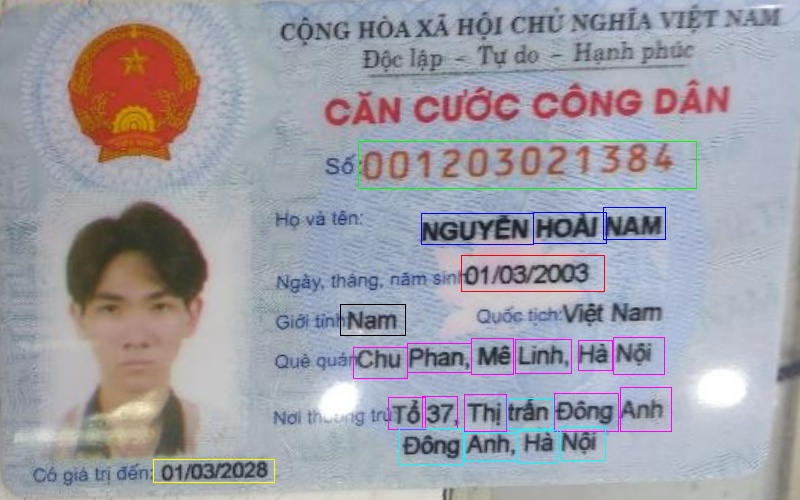 CỘNG HÒA XÃ HỘI CHỦ NGHĨA VIỆT NAM
Độc lập - Tự do - Hạnh phúc
CĂN CƯỚC CÔNG DÂN
Số: 001203021384
Họ và tên: NGUYỄN HOÀI NAM
Ngày, tháng, năm sinh: 01/03/2003
Giới tính: Nam Quốc tịch: Việt Nam
Quê quán: Chu Phan, Mê Linh, Hà Nội
Nơi thường trú: Tổ 37, Thị trấn Đông Anh
Đông Anh, Hà Nội
Có giá trị đến: 01/03/2028